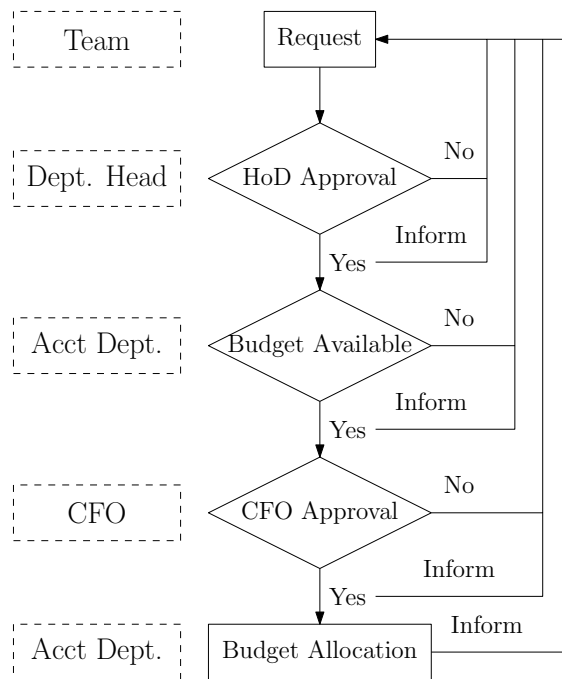 Team
Request
No
Dept. Head
HoD Approval
Inform
Yes
No
Acct Dept.
Budget Available
Inform
Yes
No
CFO
CFO Approval
Inform
Yes
Inform
Acct Dept.
Budget Allocation